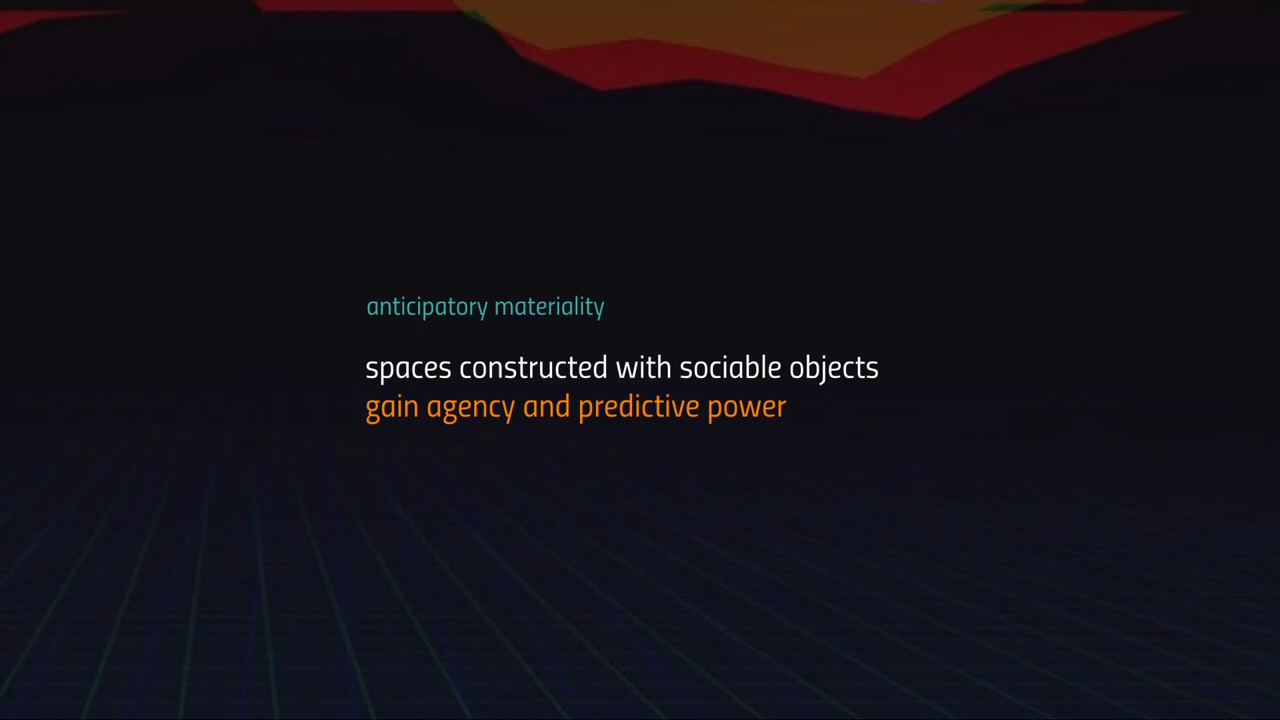 anticipatory materiality
spaces constructed with sociable objects
gain agency and predictive power